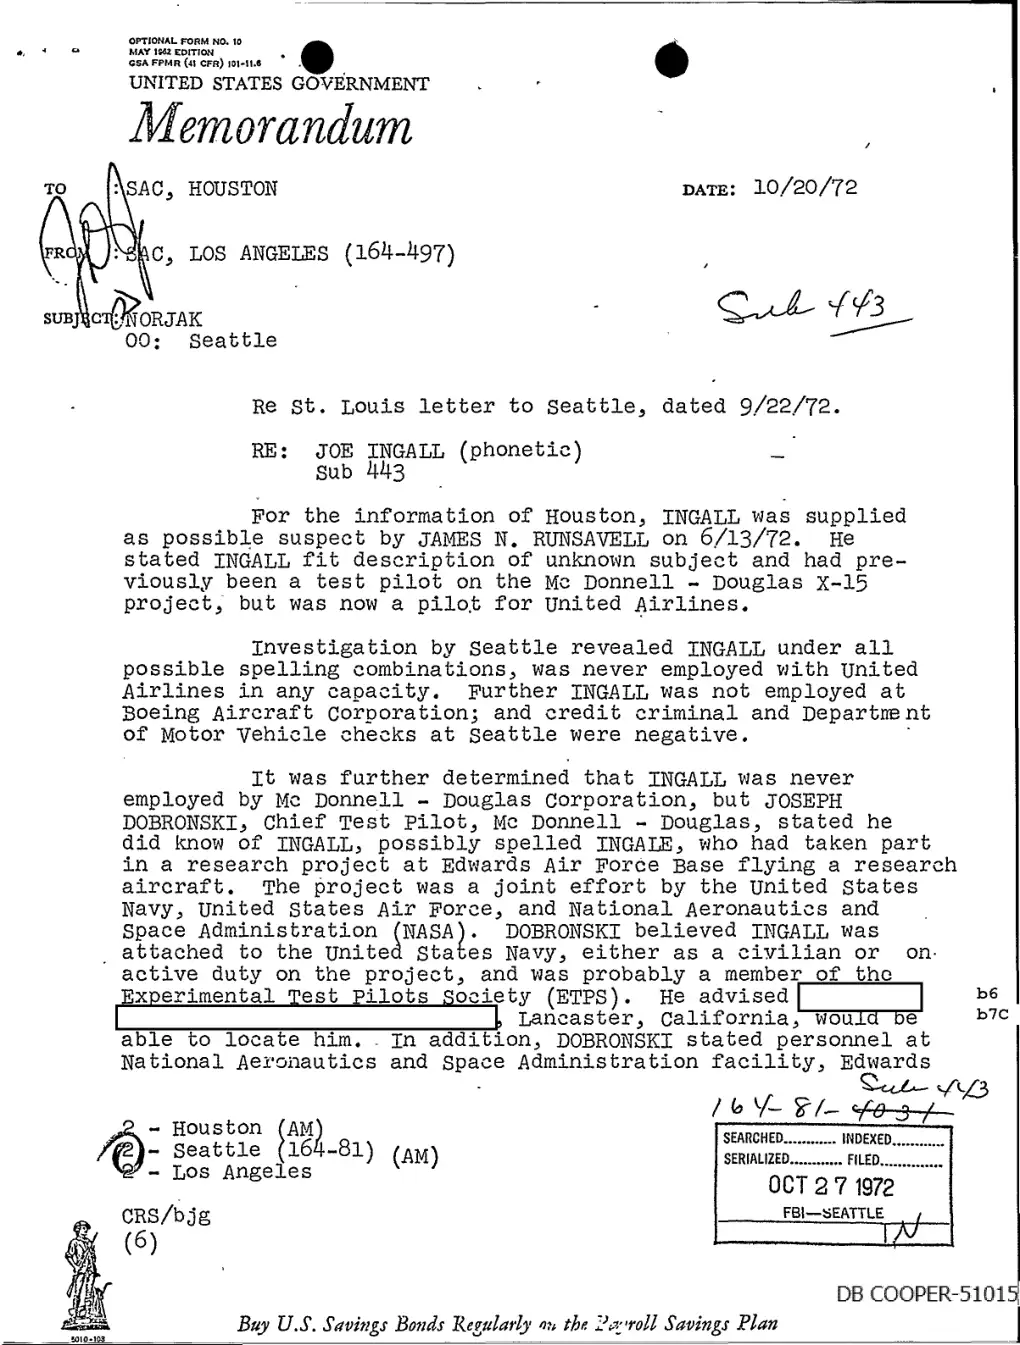 OPTIONAL FORM NO. 10
MAY 1962 EDITION
GSA FPMR (41 CFR) 101-11.6
UNITED STATES GOVERNMENT
Memorandum
TO : SAC, HOUSTON DATE: 10/20/72
FROM : SAC, LOS ANGELES (164-497)
Sub 443
SUBJECT: NORJAK
OO: Seattle
Re St. Louis letter to Seattle, dated 9/22/72.
RE: JOE INGALL (phonetic)
Sub 443
For the information of Houston, INGALL was supplied
as possible suspect by JAMES N. RUNSAVELL on 6/13/72. He
stated INGALL fit description of unknown subject and had pre-
viously been a test pilot on the Mc Donnell - Douglas X-15
project, but was now a pilot for United Airlines.
Investigation by Seattle revealed INGALL under all
possible spelling combinations, was never employed with United
Airlines in any capacity. Further INGALL was not employed at
Boeing Aircraft Corporation; and credit criminal and Department
of Motor Vehicle checks at Seattle were negative.
It was further determined that INGALL was never
employed by Mc Donnell - Douglas Corporation, but JOSEPH
DOBRONSKI, Chief Test Pilot, Mc Donnell - Douglas, stated he
did know of INGALL, possibly spelled INGALE, who had taken part
in a research project at Edwards Air Force Base flying a research
aircraft. The project was a joint effort by the United States
Navy, United States Air Force, and National Aeronautics and
Space Administration (NASA). DOBRONSKI believed INGALL was
attached to the United States Navy, either as a civilian or on
active duty on the project, and was probably a member of the
Experimental Test Pilots Society (ETPS). He advised b6
, Lancaster, California, would be b7C
able to locate him. In addition, DOBRONSKI stated personnel at
National Aeronautics and Space Administration facility, Edwards
Sub 443
164-81-4031
2 - Houston (AM)
2 - Seattle (164-81) (AM)
2 - Los Angeles
SEARCHED............ INDEXED............
SERIALIZED............ FILED..............
OCT 27 1972
FBI—SEATTLE
CRS/bjg
(6)
DB COOPER-51015
Buy U.S. Savings Bonds Regularly on the Payroll Savings Plan
5010-103